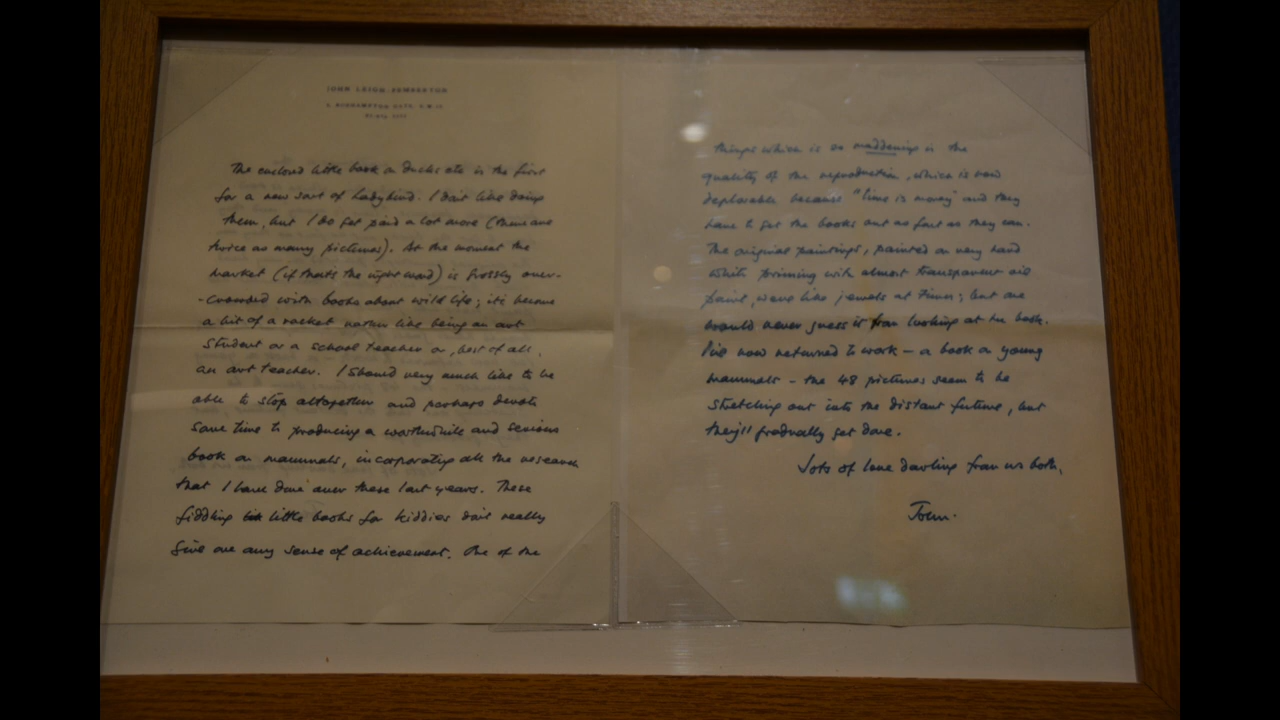 JOHN LEIGH-PEMBERTON
ROEHAMPTON GATE, S.W.15
The enclosed little book on ducks etc is the first
for a new sort of Ladybird. I don't like doing
them, but I do get paid a lot more (there are
twice as many pictures). At the moment the
market (if that's the right word) is grossly over-
-crowded with books about wild life; its become
a bit of a racket rather like being an art
student or a school teacher or, best of all,
an art teacher. I should very much like to be
able to stop altogether and perhaps devote
some time to producing a worthwhile and serious
book on mammals, incorporating all the research
that I have done over these last years. These
fiddling little books for kiddies don't really
give one any sense of achievement. One of the
things which is so maddening is the
quality of the reproduction, which is now
deplorable because "time is money" and they
have to get the books out as fast as they can.
The original paintings, painted on very hard
white priming with almost transparent oil
paint, were like jewels at times; but one
would never guess it from looking at the book.
I've now returned to work – a book on young
mammals – the 48 pictures seem to be
stretching out into the distant future, but
they'll gradually get done.
Lots of love darling from us both,
John.